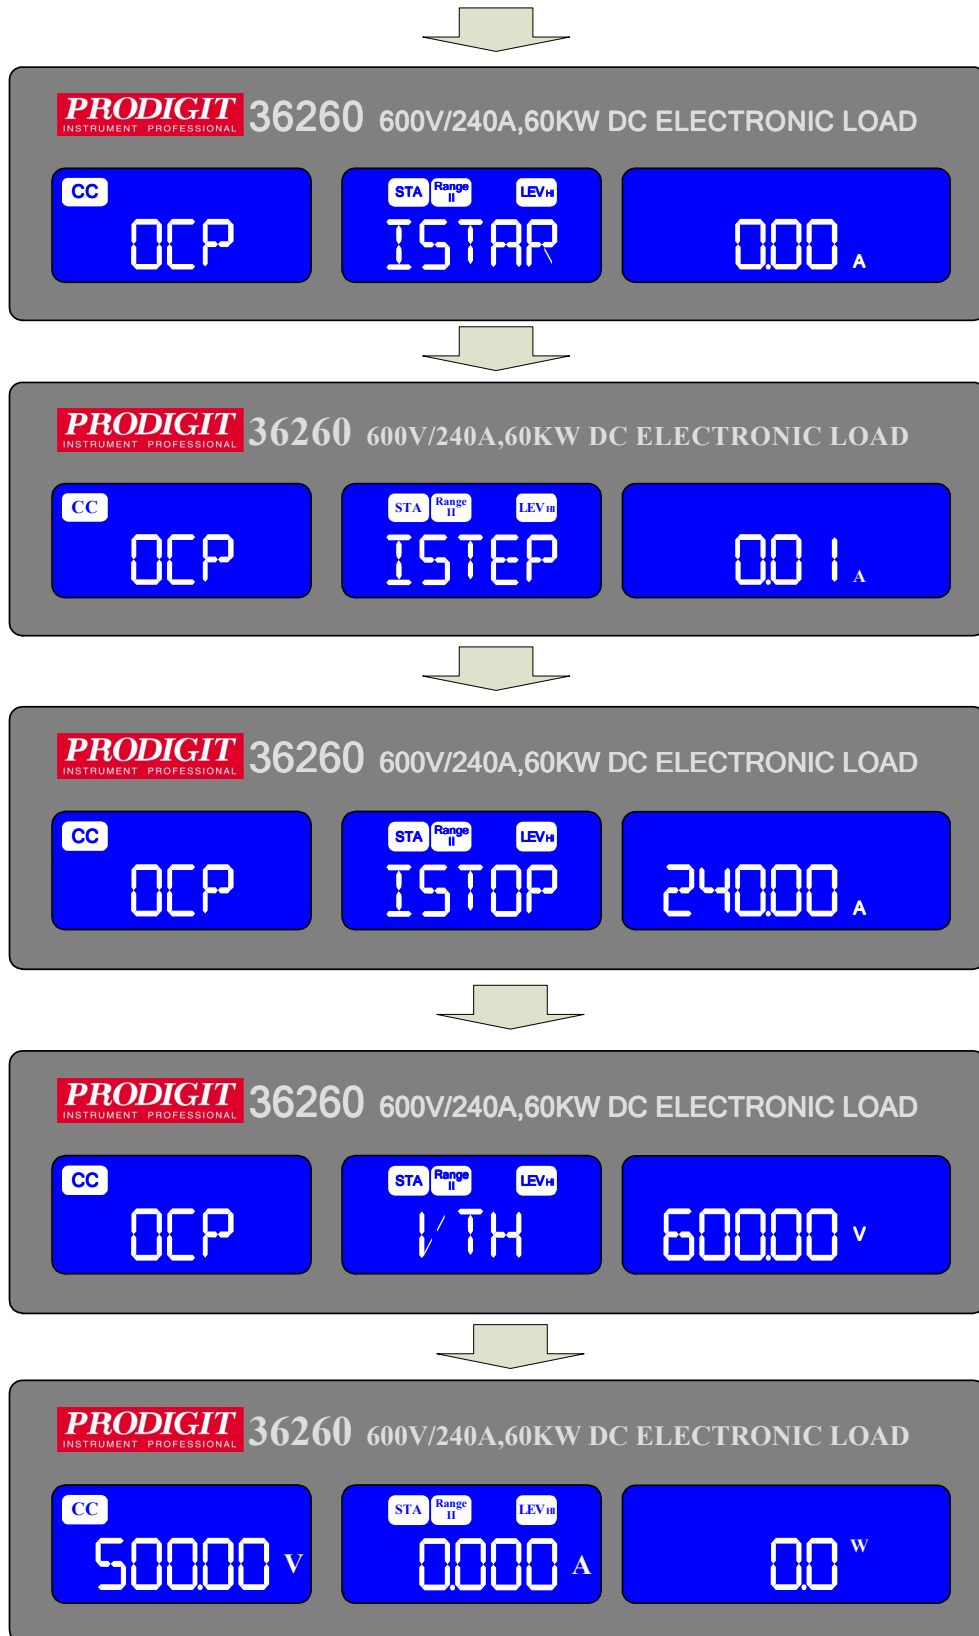 PRODIGIT 36260 600V/240A,60KW DC ELECTRONIC LOAD
INSTRUMENT PROFESSIONAL
CC STA Range II LEV HI
OCP ISTAR 0.00 A
PRODIGIT 36260 600V/240A,60KW DC ELECTRONIC LOAD
INSTRUMENT PROFESSIONAL
CC STA Range II LEV HI
OCP ISTEP 0.01 A
PRODIGIT 36260 600V/240A,60KW DC ELECTRONIC LOAD
INSTRUMENT PROFESSIONAL
CC STA Range II LEV HI
OCP ISTOP 240.00 A
PRODIGIT 36260 600V/240A,60KW DC ELECTRONIC LOAD
INSTRUMENT PROFESSIONAL
CC STA Range II LEV HI
OCP VTH 600.00 V
PRODIGIT 36260 600V/240A,60KW DC ELECTRONIC LOAD
INSTRUMENT PROFESSIONAL
CC STA Range II LEV HI
500.00 V 0.000 A 0.0 W